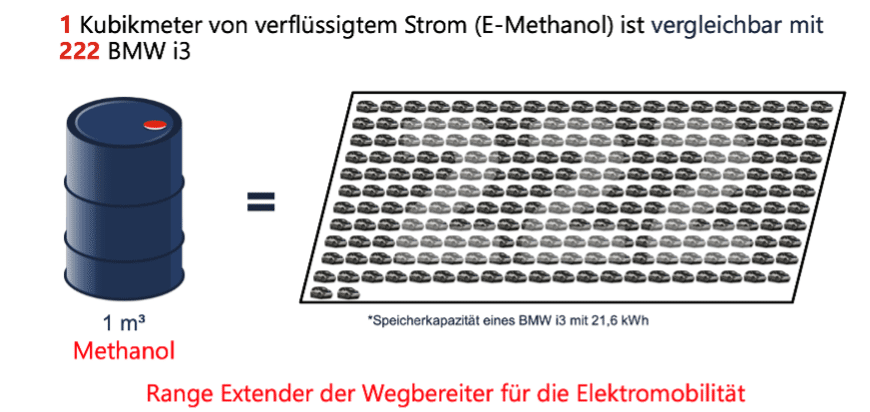 1 Kubikmeter von verflüssigtem Strom (E-Methanol) ist vergleichbar mit
222 BMW i3
=
1 m³
Methanol
*Speicherkapazität eines BMW i3 mit 21,6 kWh
Range Extender der Wegbereiter für die Elektromobilität